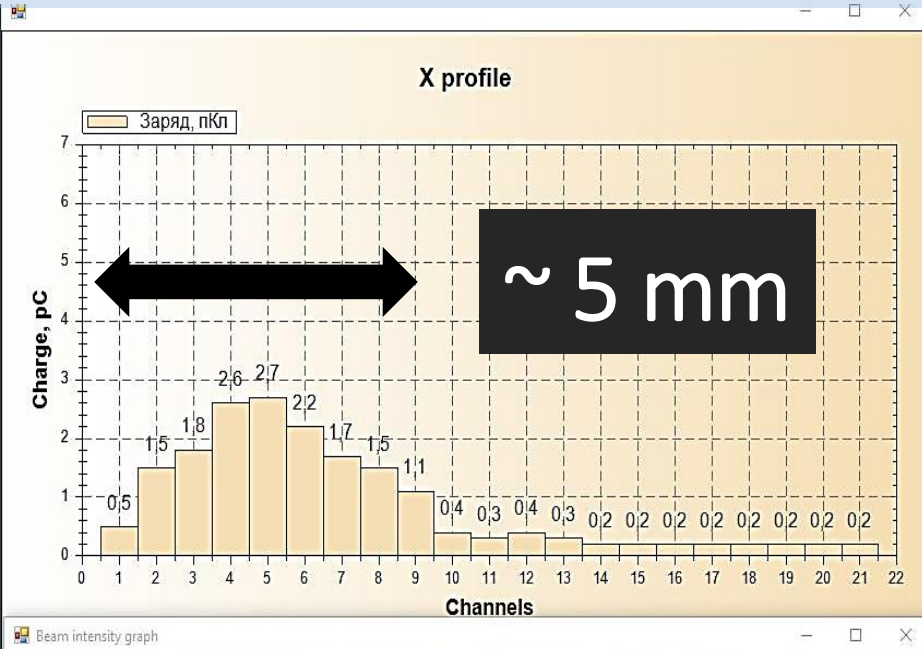 X profile
Заряд, пКл
7
6
5
4
3
2
1
0
Charge, pC
~ 5 mm
0,5 1,5 1,8 2,6 2,7 2,2 1,7 1,5 1,1 0,4 0,3 0,4 0,3 0,2 0,2 0,2 0,2 0,2 0,2 0,2 0,2
0 1 2 3 4 5 6 7 8 9 10 11 12 13 14 15 16 17 18 19 20 21 22
Channels
Beam intensity graph